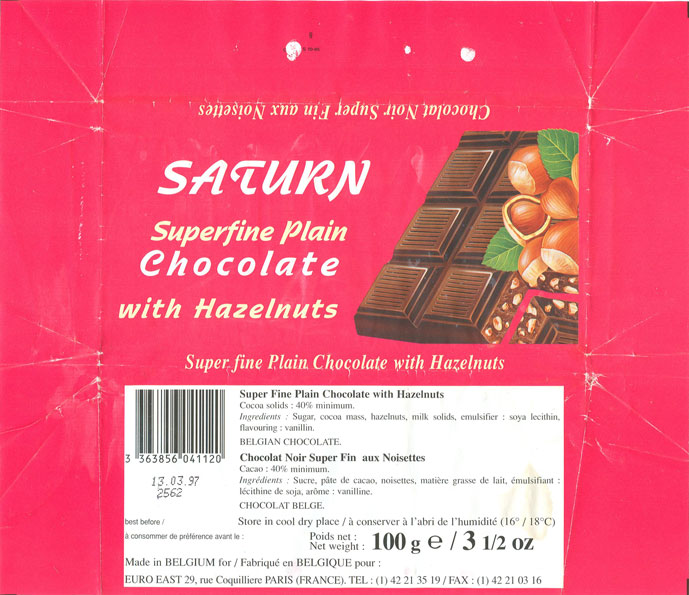 9
Chocolat Noir Super Fin aux Noisettes
SATURN
Superfine Plain
Chocolate
with Hazelnuts
Super fine Plain Chocolate with Hazelnuts
Super Fine Plain Chocolate with Hazelnuts
Cocoa solids : 40% minimum.
Ingredients : Sugar, cocoa mass, hazelnuts, milk solids, emulsifier : soya lecithin,
flavouring : vanillin.
BELGIAN CHOCOLATE.
Chocolat Noir Super Fin aux Noisettes
Cacao : 40% minimum.
Ingrédients : Sucre, pâte de cacao, noisettes, matière grasse de lait, émulsifiant :
lécithine de soja, arôme : vanilline.
CHOCOLAT BELGE.
3 363856 041120
13.03.97
2562
best before /
Store in cool dry place / à conserver à l'abri de l'humidité (16° / 18°C)
à consommer de préférence avant le :
Poids net :
Net weight : 100 g ℮ / 3 1/2 oz
Made in BELGIUM for / Fabriqué en BELGIQUE pour :
EURO EAST 29, rue Coquilliere PARIS (FRANCE). TEL : (1) 42 21 35 19 / FAX : (1) 42 21 03 16